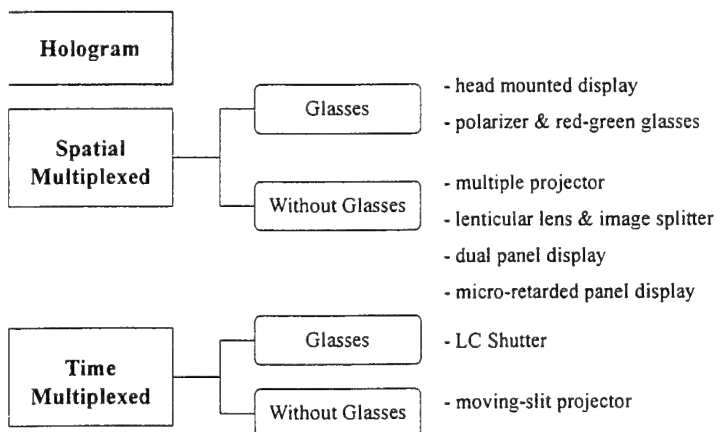 Hologram
Spatial
Multiplexed
Glasses
- head mounted display
- polarizer & red-green glasses
Without Glasses
- multiple projector
- lenticular lens & image splitter
- dual panel display
- micro-retarded panel display
Time
Multiplexed
Glasses
- LC Shutter
Without Glasses
- moving-slit projector